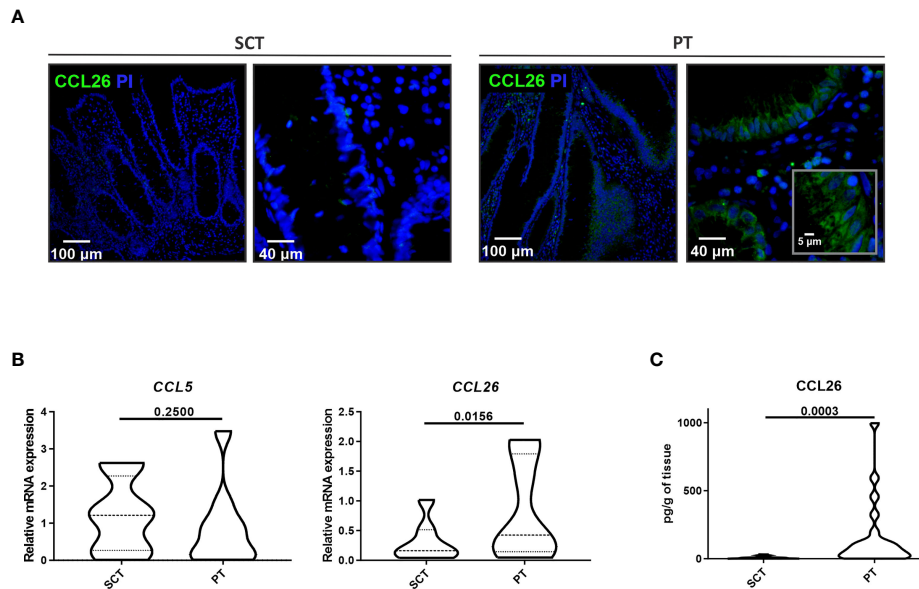 A
SCT
PT
CCL26 PI
100 µm
40 µm
CCL26 PI
100 µm
40 µm
5 µm
B
CCL5
0.2500
Relative mRNA expression
4
3
2
1
0
SCT
PT
CCL26
0.0156
Relative mRNA expression
2.5
2.0
1.5
1.0
0.5
0.0
SCT
PT
C
CCL26
0.0003
pg/g of tissue
1000
500
0
SCT
PT